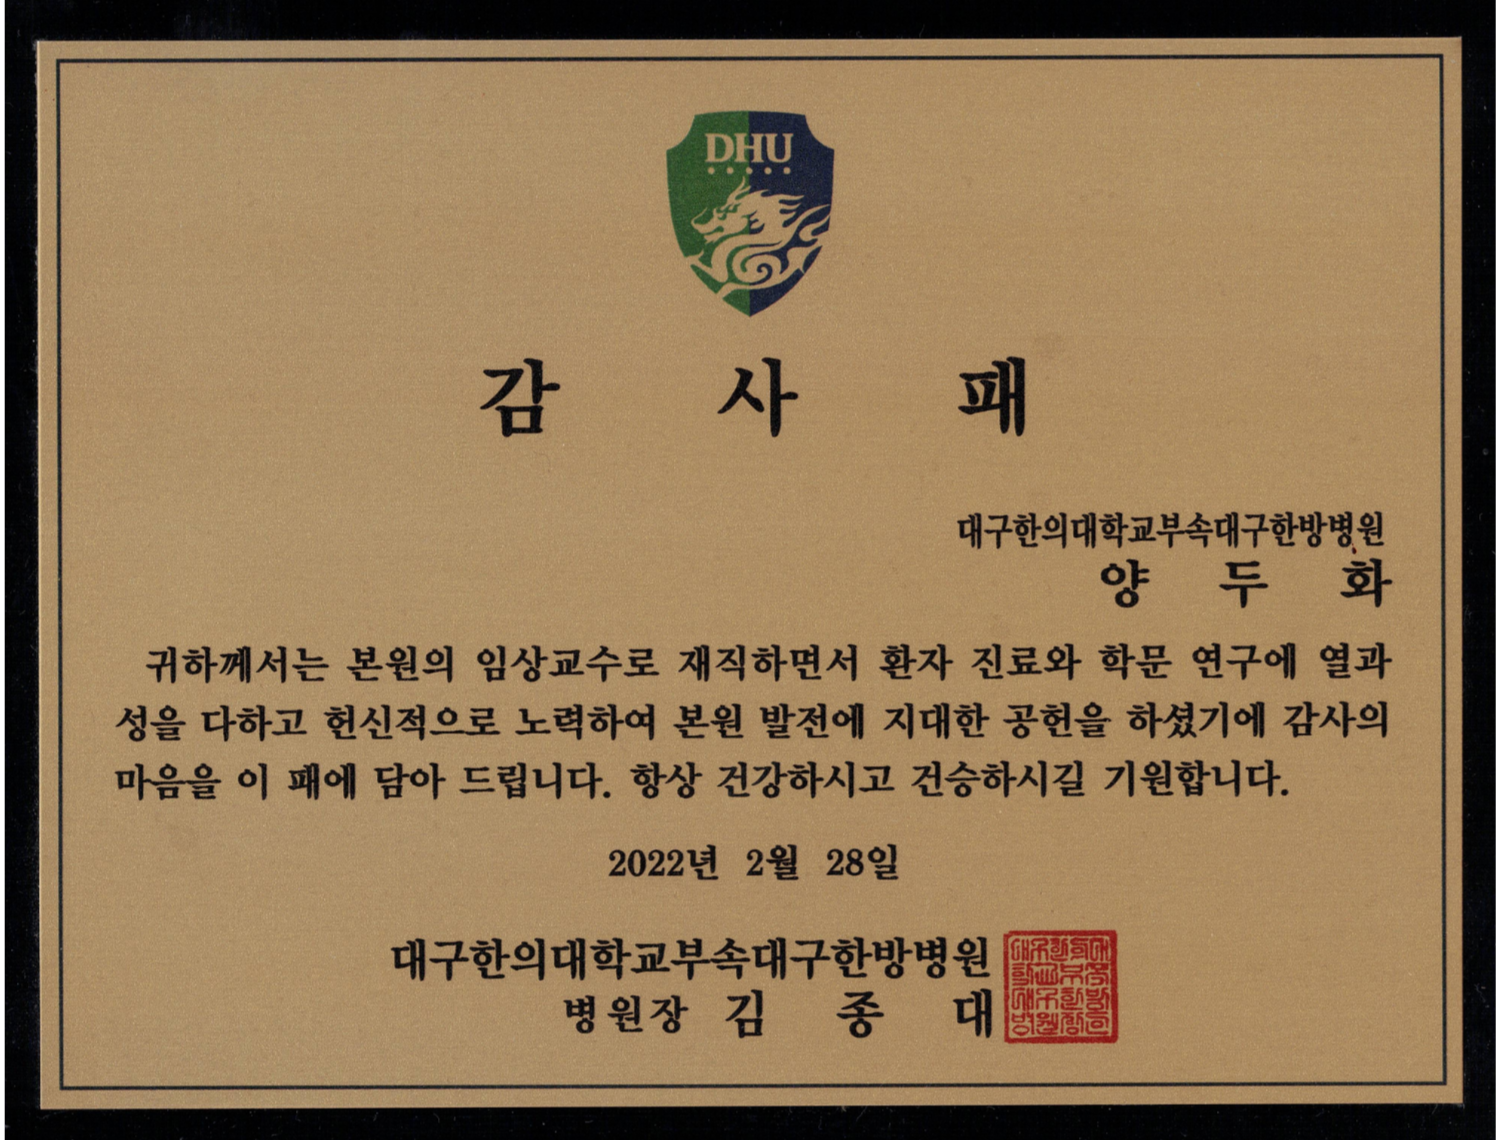 DHU
감 사 패
대구한의대학교부속대구한방병원
양 두 화
귀하께서는 본원의 임상교수로 재직하면서 환자 진료와 학문 연구에 열과
성을 다하고 헌신적으로 노력하여 본원 발전에 지대한 공헌을 하셨기에 감사의
마음을 이 패에 담아 드립니다. 항상 건강하시고 건승하시길 기원합니다.
2022년 2월 28일
대구한의대학교부속대구한방병원
병원장 김 종 대